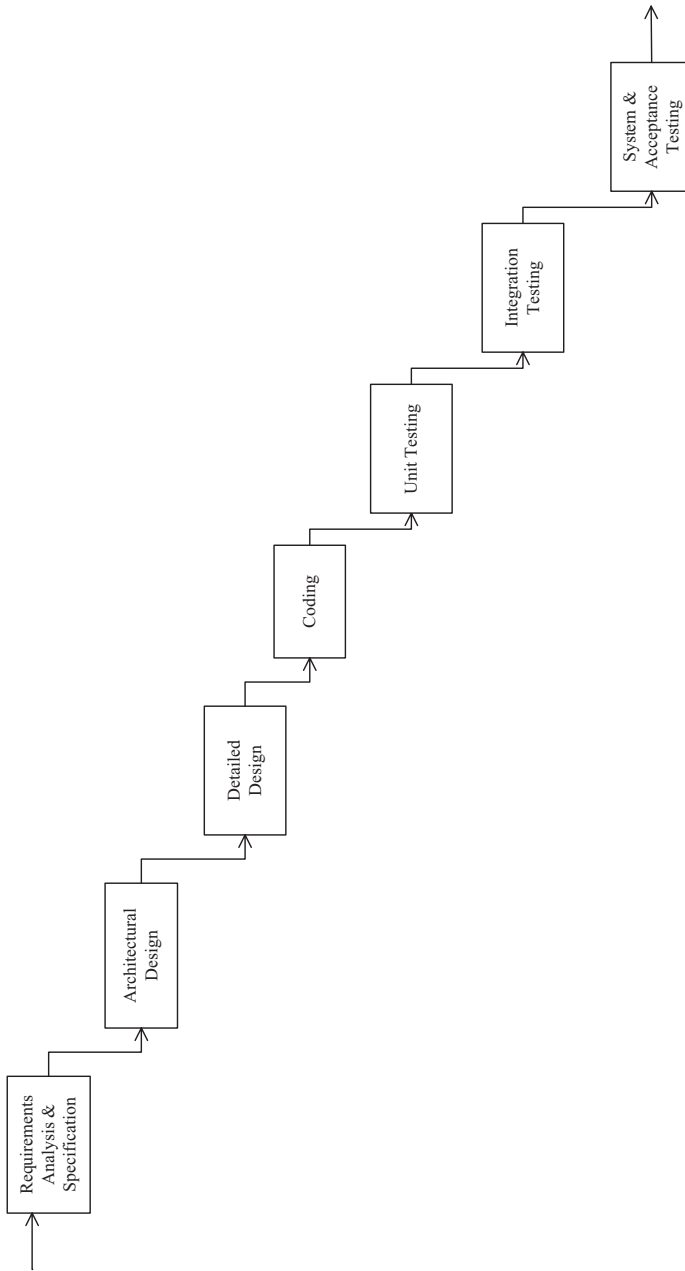 Requirements
Analysis &
Specification
Architectural
Design
Detailed
Design
Coding
Unit Testing
Integration
Testing
System &
Acceptance
Testing